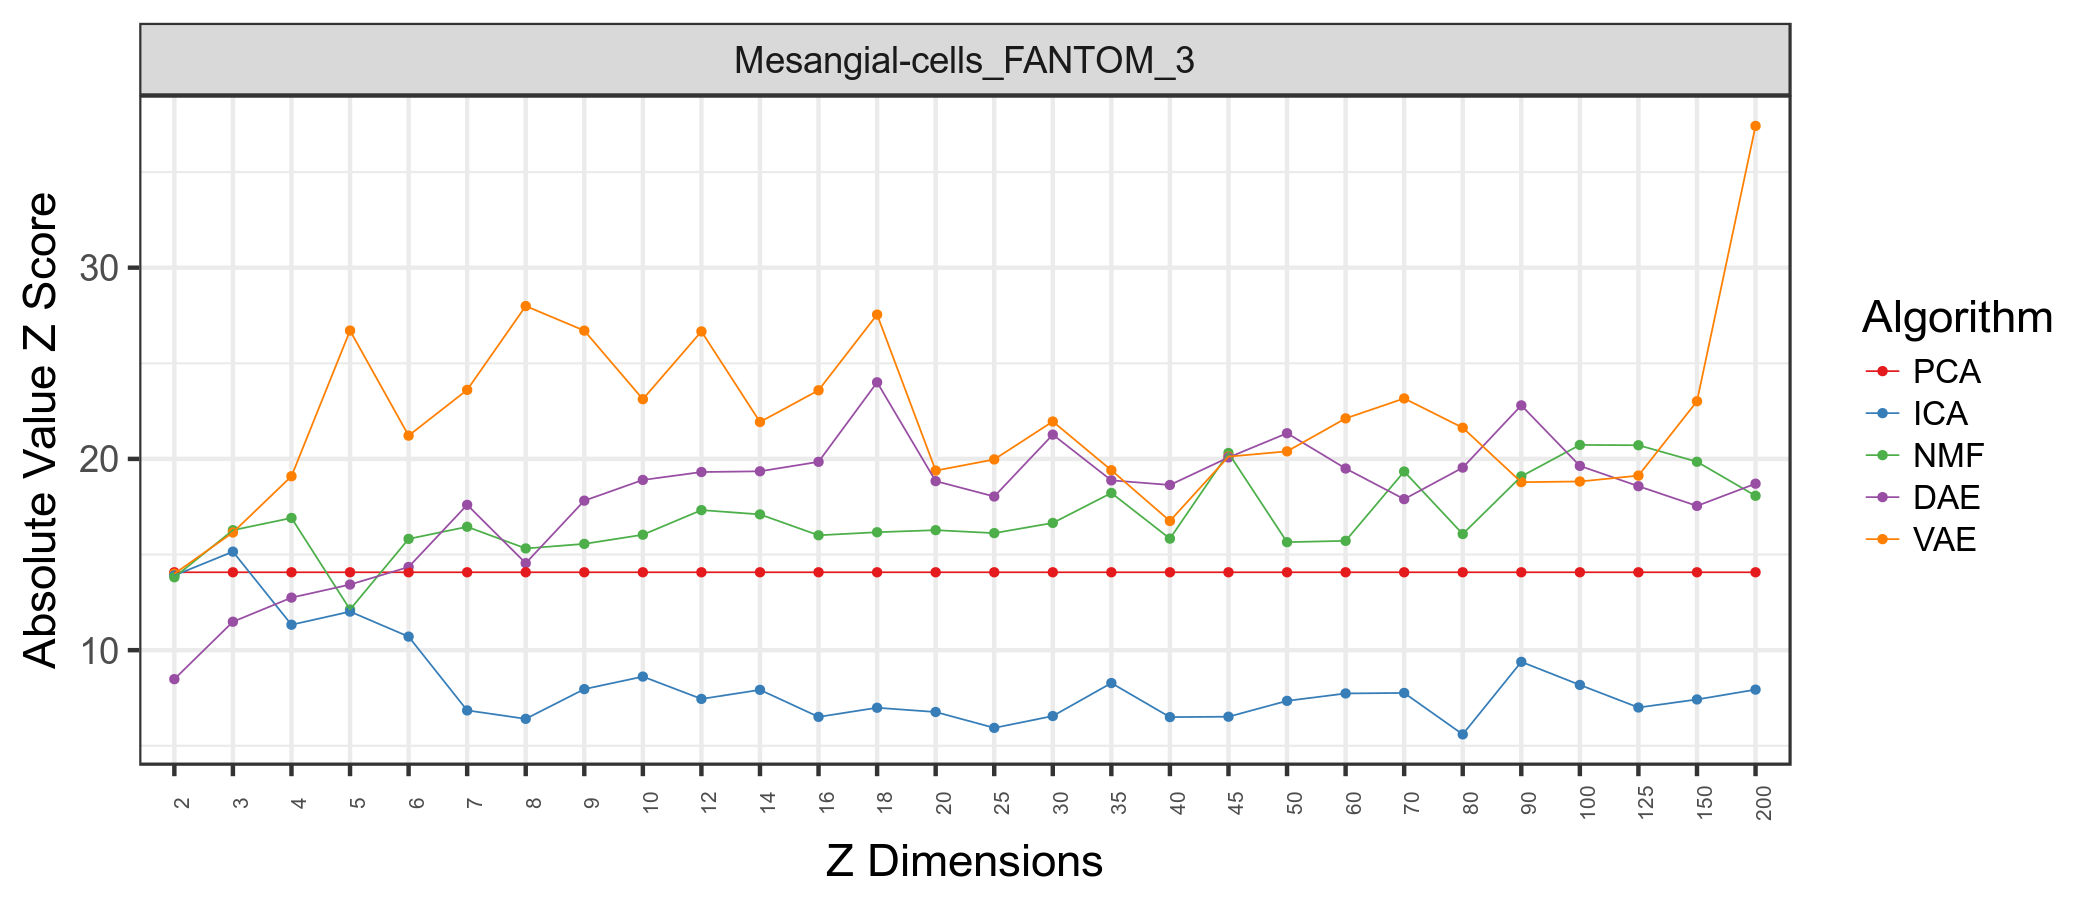 Mesangial-cells_FANTOM_3
Absolute Value Z Score
30
20
10
2 3 4 5 6 7 8 9 10 12 14 16 18 20 25 30 35 40 45 50 60 70 80 90 100 125 150 200
Z Dimensions
Algorithm
PCA
ICA
NMF
DAE
VAE